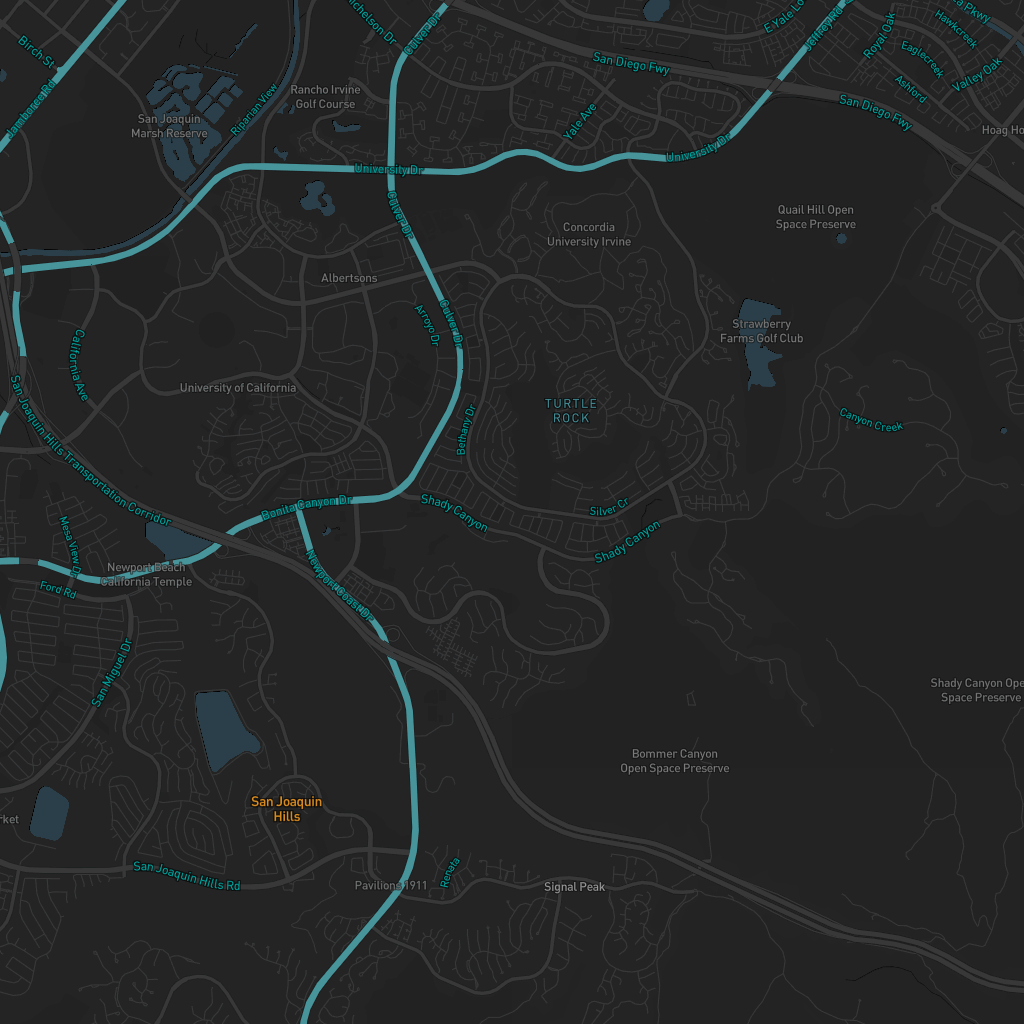 Culver Dr
E Yale Lo
Jeffrey Rd
Royal Oak
Pkwy
Hawkcreek
Eaglecreek
Valley Oak
Ashford
Birch St
Jamboree Rd
San Diego Fwy
San Diego Fwy
Rancho Irvine
Golf Course
San Joaquin
Marsh Reserve
Riparian View
Yale Ave
Hoag Ho
University Dr
University Dr
Culver Dr
Concordia
University Irvine
Quail Hill Open
Space Preserve
Albertsons
Arroyo Dr
Culver Dr
Strawberry
Farms Golf Club
California Ave
University of California
TURTLE
ROCK
Bethany Dr
Canyon Creek
San Joaquin Hills Transportation Corridor
Bonita Canyon Dr
Shady Canyon
Silver Cr
Shady Canyon
Mesa View Dr
Newport Beach
California Temple
Ford Rd
Newport Coast Dr
San Miguel Dr
Shady Canyon Ope
Space Preserve
Bommer Canyon
Open Space Preserve
San Joaquin
Hills
rket
San Joaquin Hills Rd
Pavilions 1911
Renata
Signal Peak